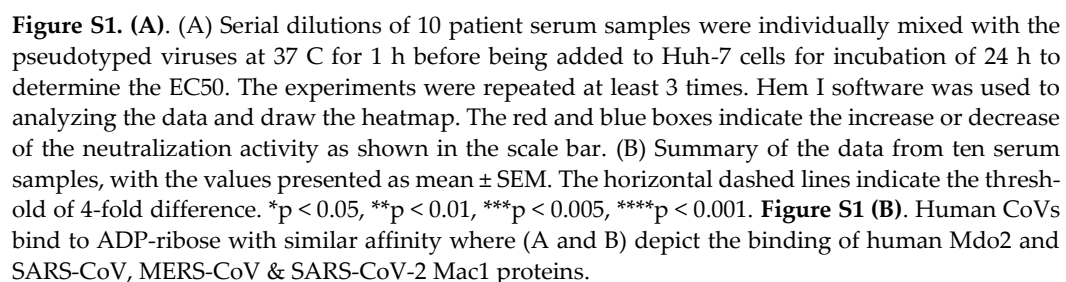 Figure S1. (A). (A) Serial dilutions of 10 patient serum samples were individually mixed with the
pseudotyped viruses at 37 C for 1 h before being added to Huh-7 cells for incubation of 24 h to
determine the EC50. The experiments were repeated at least 3 times. Hem I software was used to
analyzing the data and draw the heatmap. The red and blue boxes indicate the increase or decrease
of the neutralization activity as shown in the scale bar. (B) Summary of the data from ten serum
samples, with the values presented as mean ± SEM. The horizontal dashed lines indicate the thresh-
old of 4-fold difference. *p < 0.05, **p < 0.01, ***p < 0.005, ****p < 0.001. Figure S1 (B). Human CoVs
bind to ADP-ribose with similar affinity where (A and B) depict the binding of human Mdo2 and
SARS-CoV, MERS-CoV & SARS-CoV-2 Mac1 proteins.